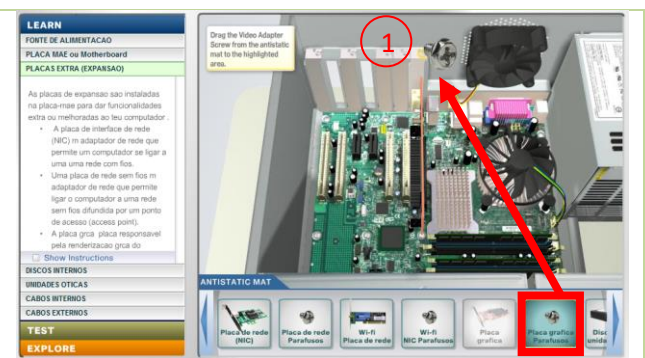 LEARN
FONTE DE ALIMENTACAO
PLACA MAE ou Motherboard
PLACAS EXTRA (EXPANSAO)
As placas de expansao sao instaladas
na placa-mae para dar funcionalidades
extra ou melhoradas ao teu computador .
• A placa de interface de rede
(NIC) m adaptador de rede que
permite um computador se ligar a
uma uma rede com fios.
• Uma placa de rede sem fios m
adaptador de rede que permite
ligar o computador a uma rede
sem fios difundida por um ponto
de acesso (access point).
• A placa grca placa responsavel
pela renderizacao grca do
Show Instructions
DISCOS INTERNOS
UNIDADES OTICAS
CABOS INTERNOS
CABOS EXTERNOS
TEST
EXPLORE
Drag the Video Adapter
Screw from the antistatic
mat to the highlighted
area.
1
ANTISTATIC MAT
Placa de rede
(NIC)
Placa de rede
Parafusos
Wi-fi
Placa de rede
Wi-fi
NIC Parafusos
Placa
grafica
Placa grafica
Parafusos
Disc
unida